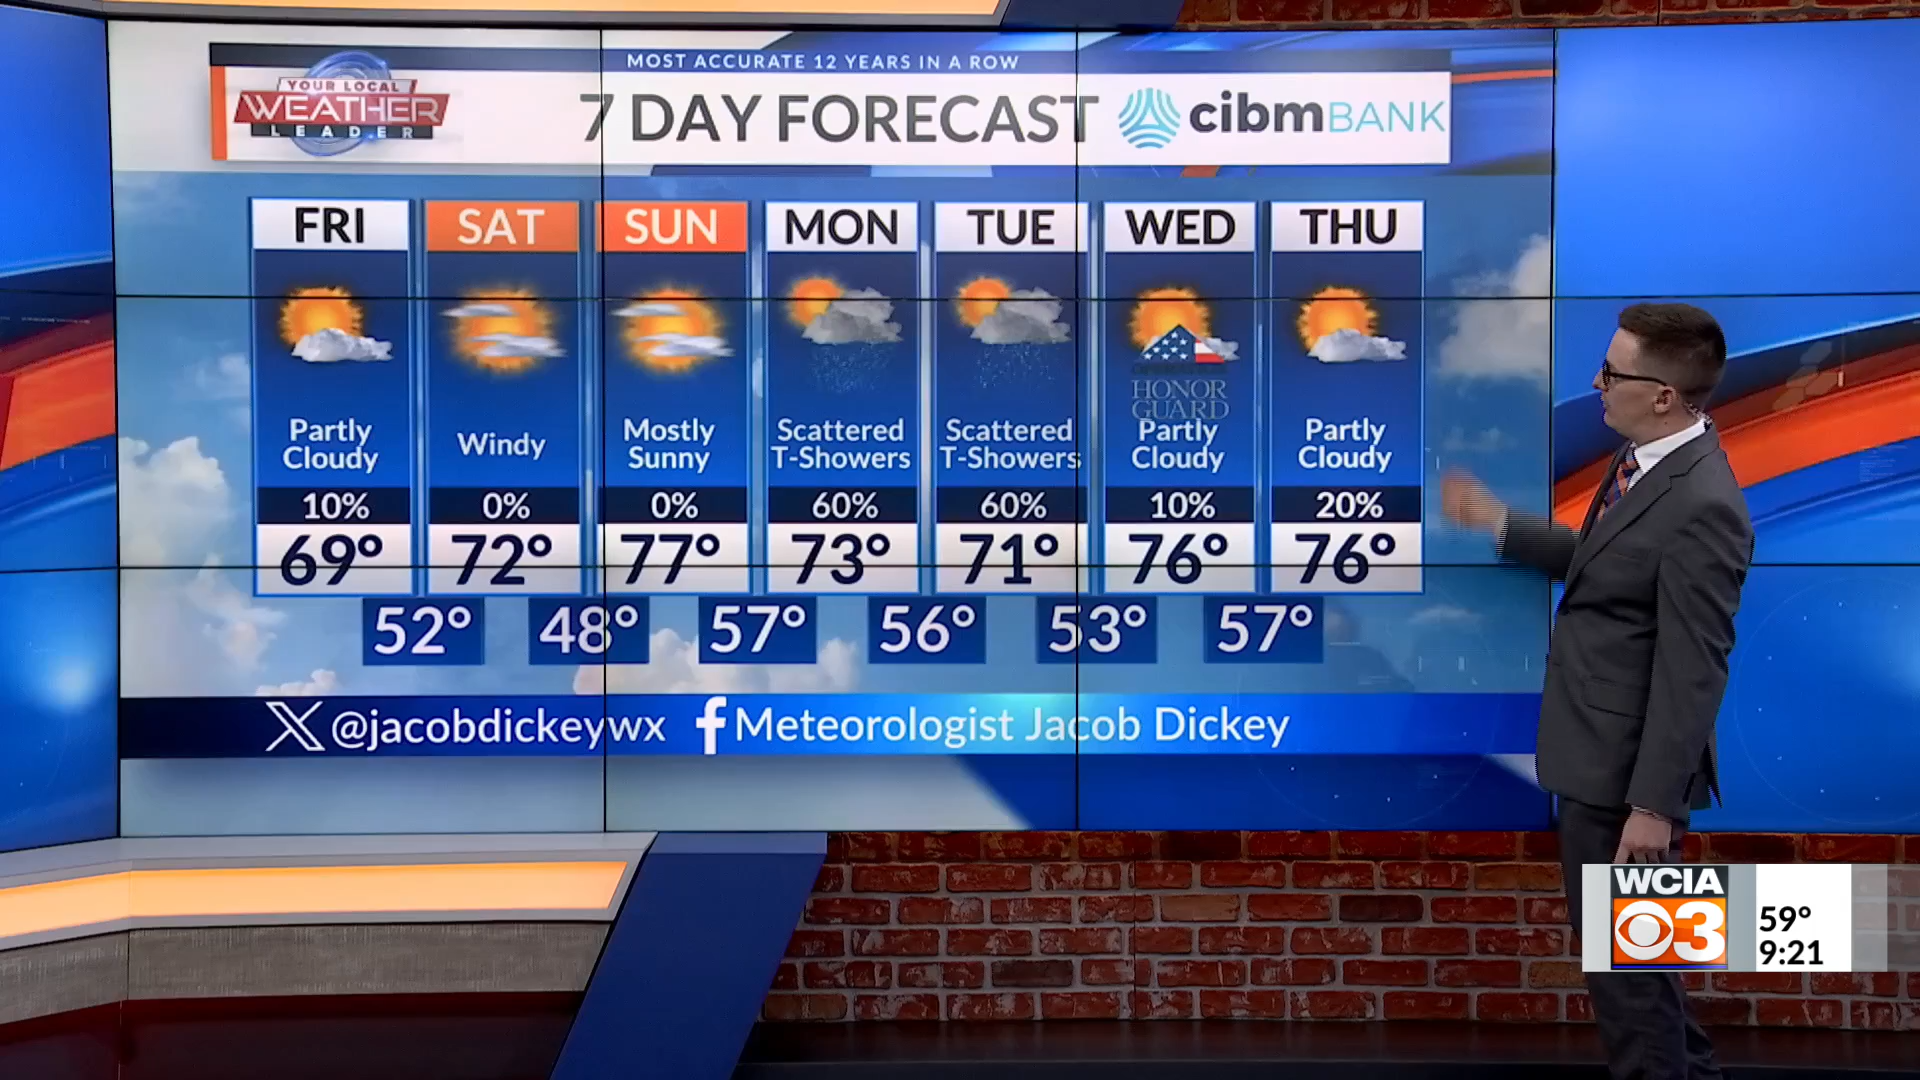 MOST ACCURATE 12 YEARS IN A ROW
YOUR LOCAL
WEATHER
LEADER
7 DAY FORECAST
cibmBANK
FRI SAT SUN MON TUE WED THU
HONOR
GUARD
Partly
Cloudy
Windy
Mostly
Sunny
Scattered
T-Showers
Scattered
T-Showers
Partly
Cloudy
Partly
Cloudy
10% 0% 0% 60% 60% 10% 20%
69° 72° 77° 73° 71° 76° 76°
52° 48° 57° 56° 53° 57°
X @jacobdickeywx f Meteorologist Jacob Dickey
WCIA
3
59°
9:21